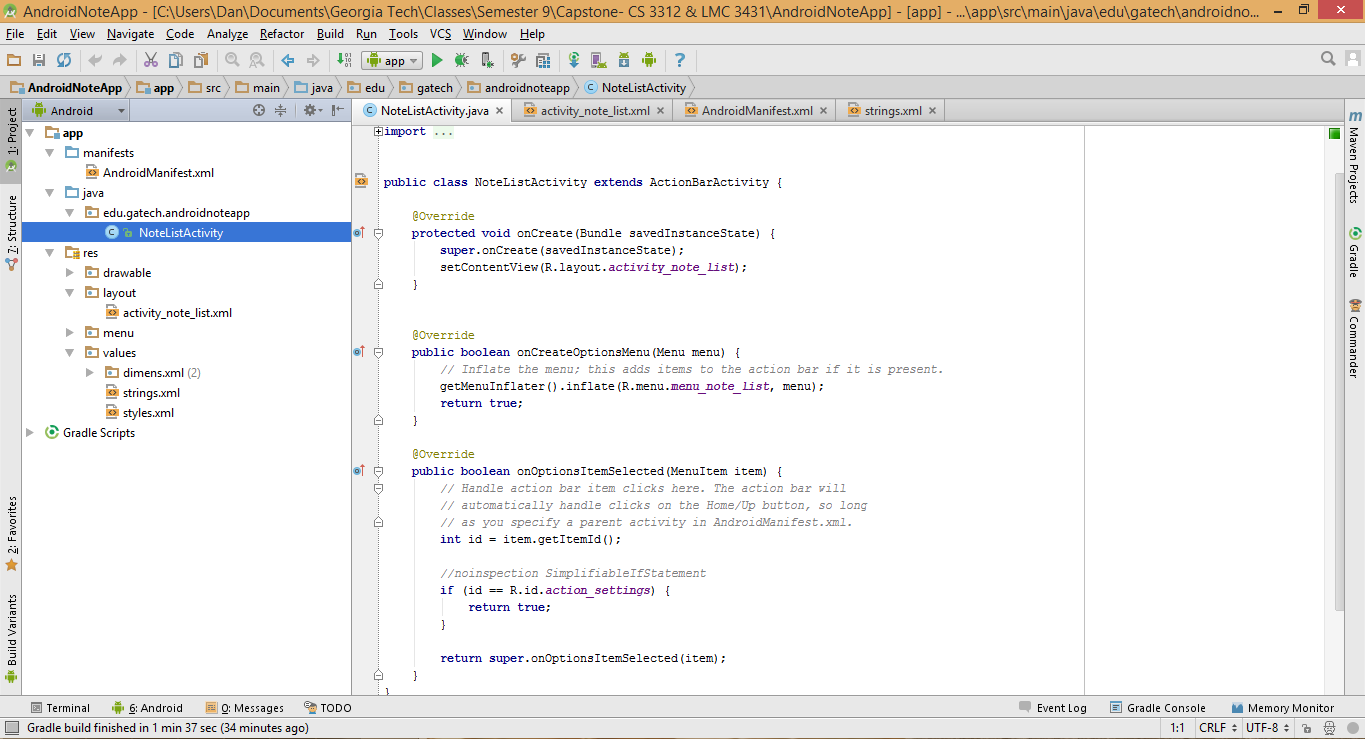 AndroidNoteApp - [C:\Users\Dan\Documents\Georgia Tech\Clases\Semester 9\Capstone- CS 3312 & LMC 3431\AndroidNoteApp] - [app] - ...\app\src\main\java\edu\gatech\androidno...
File Edit View Navigate Code Analyze Refactor Build Run Tools VCS Window Help
app
AndroidNoteApp app src main java edu gatech androidnoteapp NoteListActivity
Android
NoteListActivity.java activity_note_list.xml AndroidManifest.xml strings.xml
1: Project
7: Structure
2: Favorites
Build Variants
app
manifests
AndroidManifest.xml
java
edu.gatech.androidnoteapp
NoteListActivity
res
drawable
layout
activity_note_list.xml
menu
values
dimens.xml (2)
strings.xml
styles.xml
Gradle Scripts
import ...
public class NoteListActivity extends ActionBarActivity {
@Override
protected void onCreate(Bundle savedInstanceState) {
super.onCreate(savedInstanceState);
setContentView(R.layout.activity_note_list);
}
@Override
public boolean onCreateOptionsMenu(Menu menu) {
// Inflate the menu; this adds items to the action bar if it is present.
getMenuInflater().inflate(R.menu.menu_note_list, menu);
return true;
}
@Override
public boolean onOptionsItemSelected(MenuItem item) {
// Handle action bar item clicks here. The action bar will
// automatically handle clicks on the Home/Up button, so long
// as you specify a parent activity in AndroidManifest.xml.
int id = item.getItemId();
//noinspection SimplifiableIfStatement
if (id == R.id.action_settings) {
return true;
}
return super.onOptionsItemSelected(item);
}
}
m Maven Projects
Gradle
Commander
Terminal 6: Android 0: Messages TODO Event Log Gradle Console Memory Monitor
Gradle build finished in 1 min 37 sec (34 minutes ago) 1:1 CRLF UTF-8